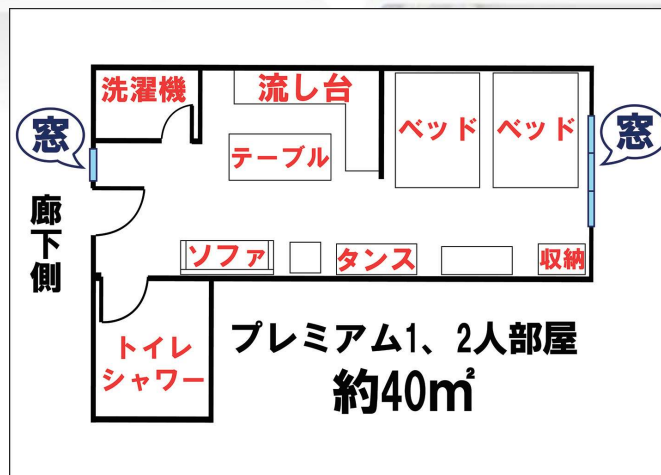 洗濯機
流し台
ベッド
ベッド
窓
窓
テーブル
廊下側
ソファ
タンス
収納
トイレ
シャワー
プレミアム1、2人部屋
約40㎡